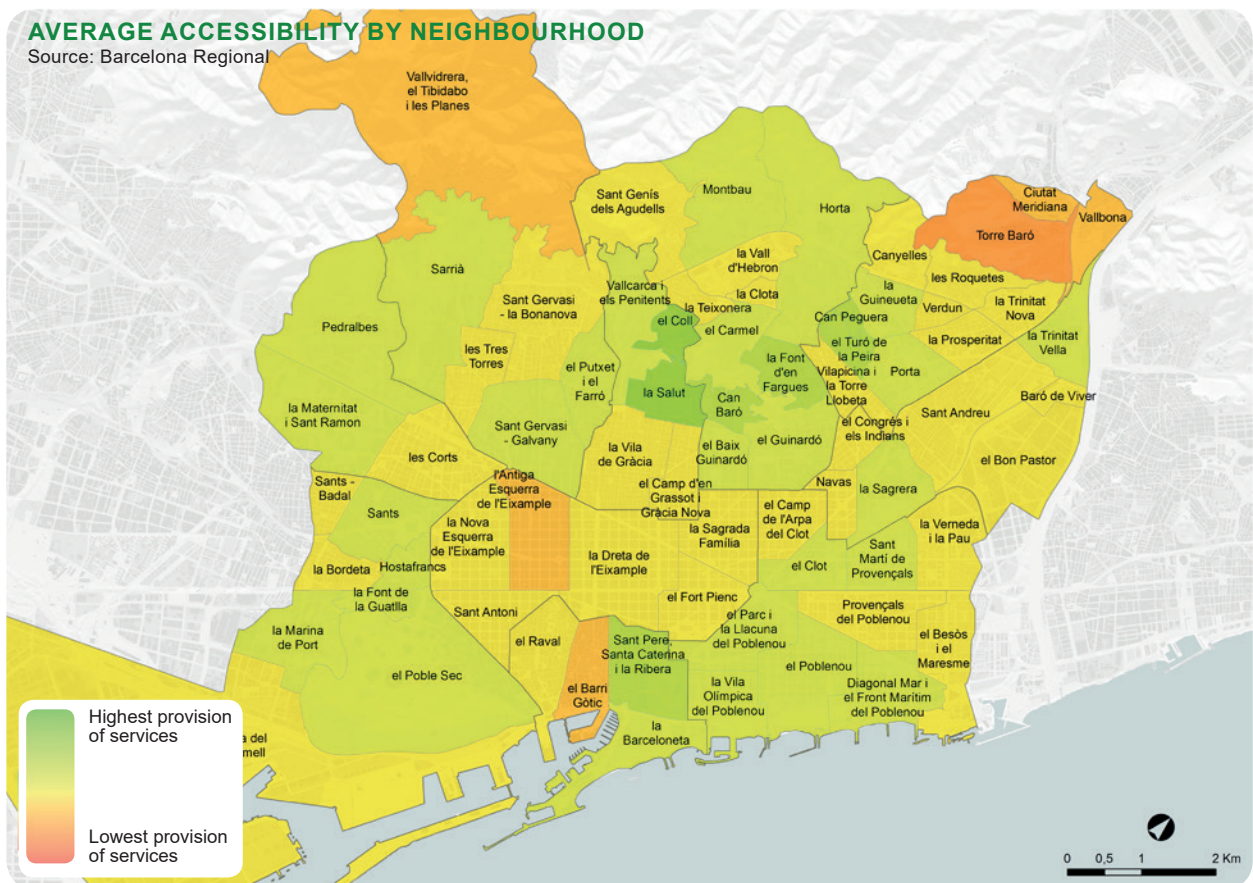 AVERAGE ACCESSIBILITY BY NEIGHBOURHOOD
Source: Barcelona Regional
Vallvidrera,
el Tibidabo
i les Planes
Sant Genís
dels Agudells
Montbau
Horta
Ciutat
Meridiana
Vallbona
Torre Baró
Canyelles
la Vall
d'Hebron
Sarrià
les Roquetes
Vallcarca i
els Penitents
la Clota
la
Guineueta
Sant Gervasi
- la Bonanova
la Teixonera
Verdun
la Trinitat
Nova
el Coll
el Carmel
Can Peguera
Pedralbes
la Prosperitat
la Trinitat
Vella
les Tres
Torres
el Turó de
la Peira
la Font
d'en
Fargues
el Putxet
i el
Farró
Vilapicina i
la Torre
Llobeta
Porta
la Salut
Can
Baró
Baró de Viver
la Maternitat
i Sant Ramon
Sant Andreu
Sant Gervasi
- Galvany
el Congrés i
els Indians
el Guinardó
el Baix
Guinardó
la Vila
de Gràcia
les Corts
el Bon Pastor
l'Antiga
Esquerra
de l'Eixample
Sants -
Badal
el Camp d'en
Grassot i
Gràcia Nova
Navas
la Sagrera
Sants
el Camp
de l'Arpa
del Clot
la Nova
Esquerra
de l'Eixample
la Sagrada
Família
la Verneda
i la Pau
Sant
Martí de
Provençals
la Dreta de
l'Eixample
la Bordeta
Hostafrancs
el Clot
la Font de
la Guatlla
el Fort Pienc
Sant Antoni
Provençals
del Poblenou
el Parc i
la Llacuna
del Poblenou
la Marina
de Port
el Raval
Sant Pere,
Santa Caterina
i la Ribera
el Besòs
i el
Maresme
el Poble Sec
el Poblenou
el Barri
Gòtic
la Vila
Olímpica
del Poblenou
Diagonal Mar i
el Front Marítim
del Poblenou
la
Barceloneta
a del
mell
Highest provision
of services
Lowest provision
of services
0 0,5 1 2 Km